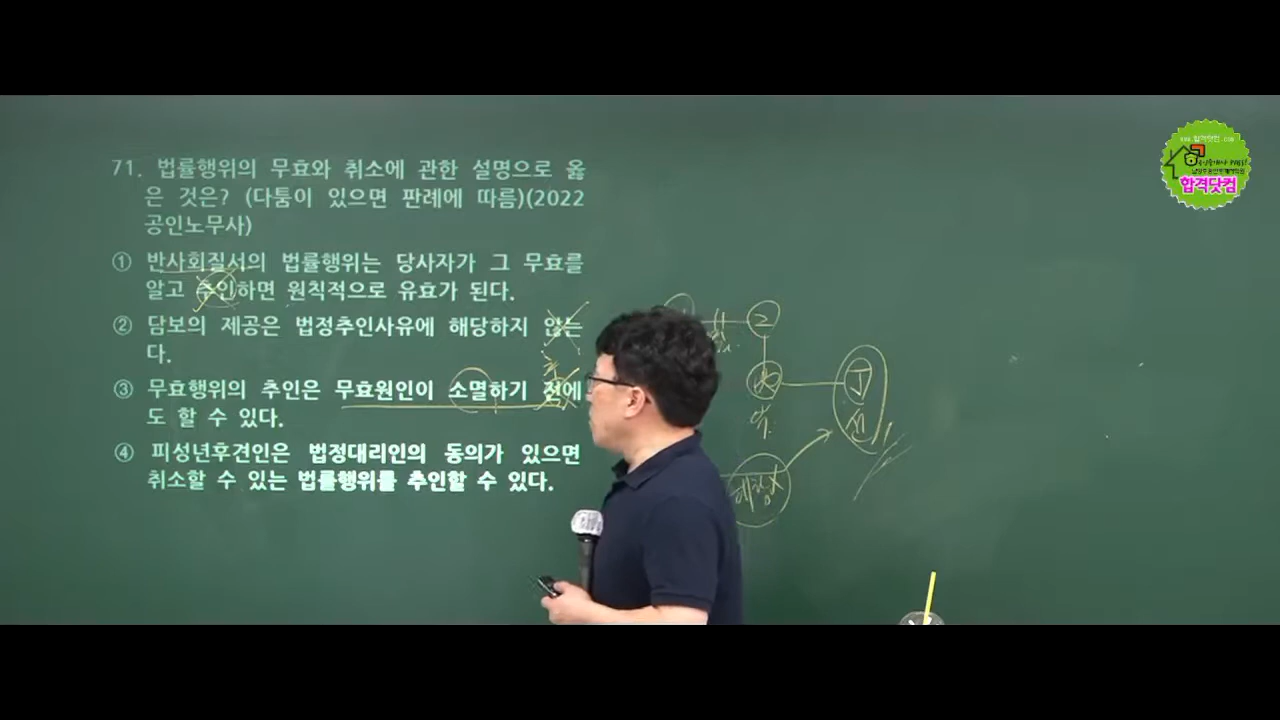 71. 법률행위의 무효와 취소에 관한 설명으로 옳
은 것은? (다툼이 있으면 판례에 따름)(2022
공인노무사)
① 반사회질서의 법률행위는 당사자가 그 무효를
알고 추인하면 원칙적으로 유효가 된다.
② 담보의 제공은 법정추인사유에 해당하지 않는
다.
③ 무효행위의 추인은 무효원인이 소멸하기 전에
도 할 수 있다.
④ 피성년후견인은 법정대리인의 동의가 있으면
취소할 수 있는 법률행위를 추인할 수 있다.
합격닷컴